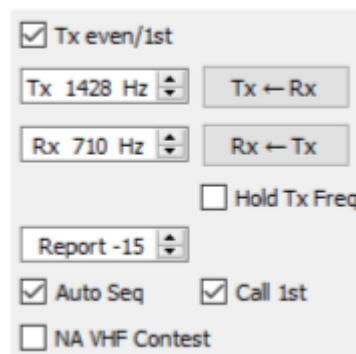 Tx even/1st
Tx 1428 Hz Tx ← Rx
Rx 710 Hz Rx ← Tx
Hold Tx Freq
Report -15
Auto Seq Call 1st
NA VHF Contest